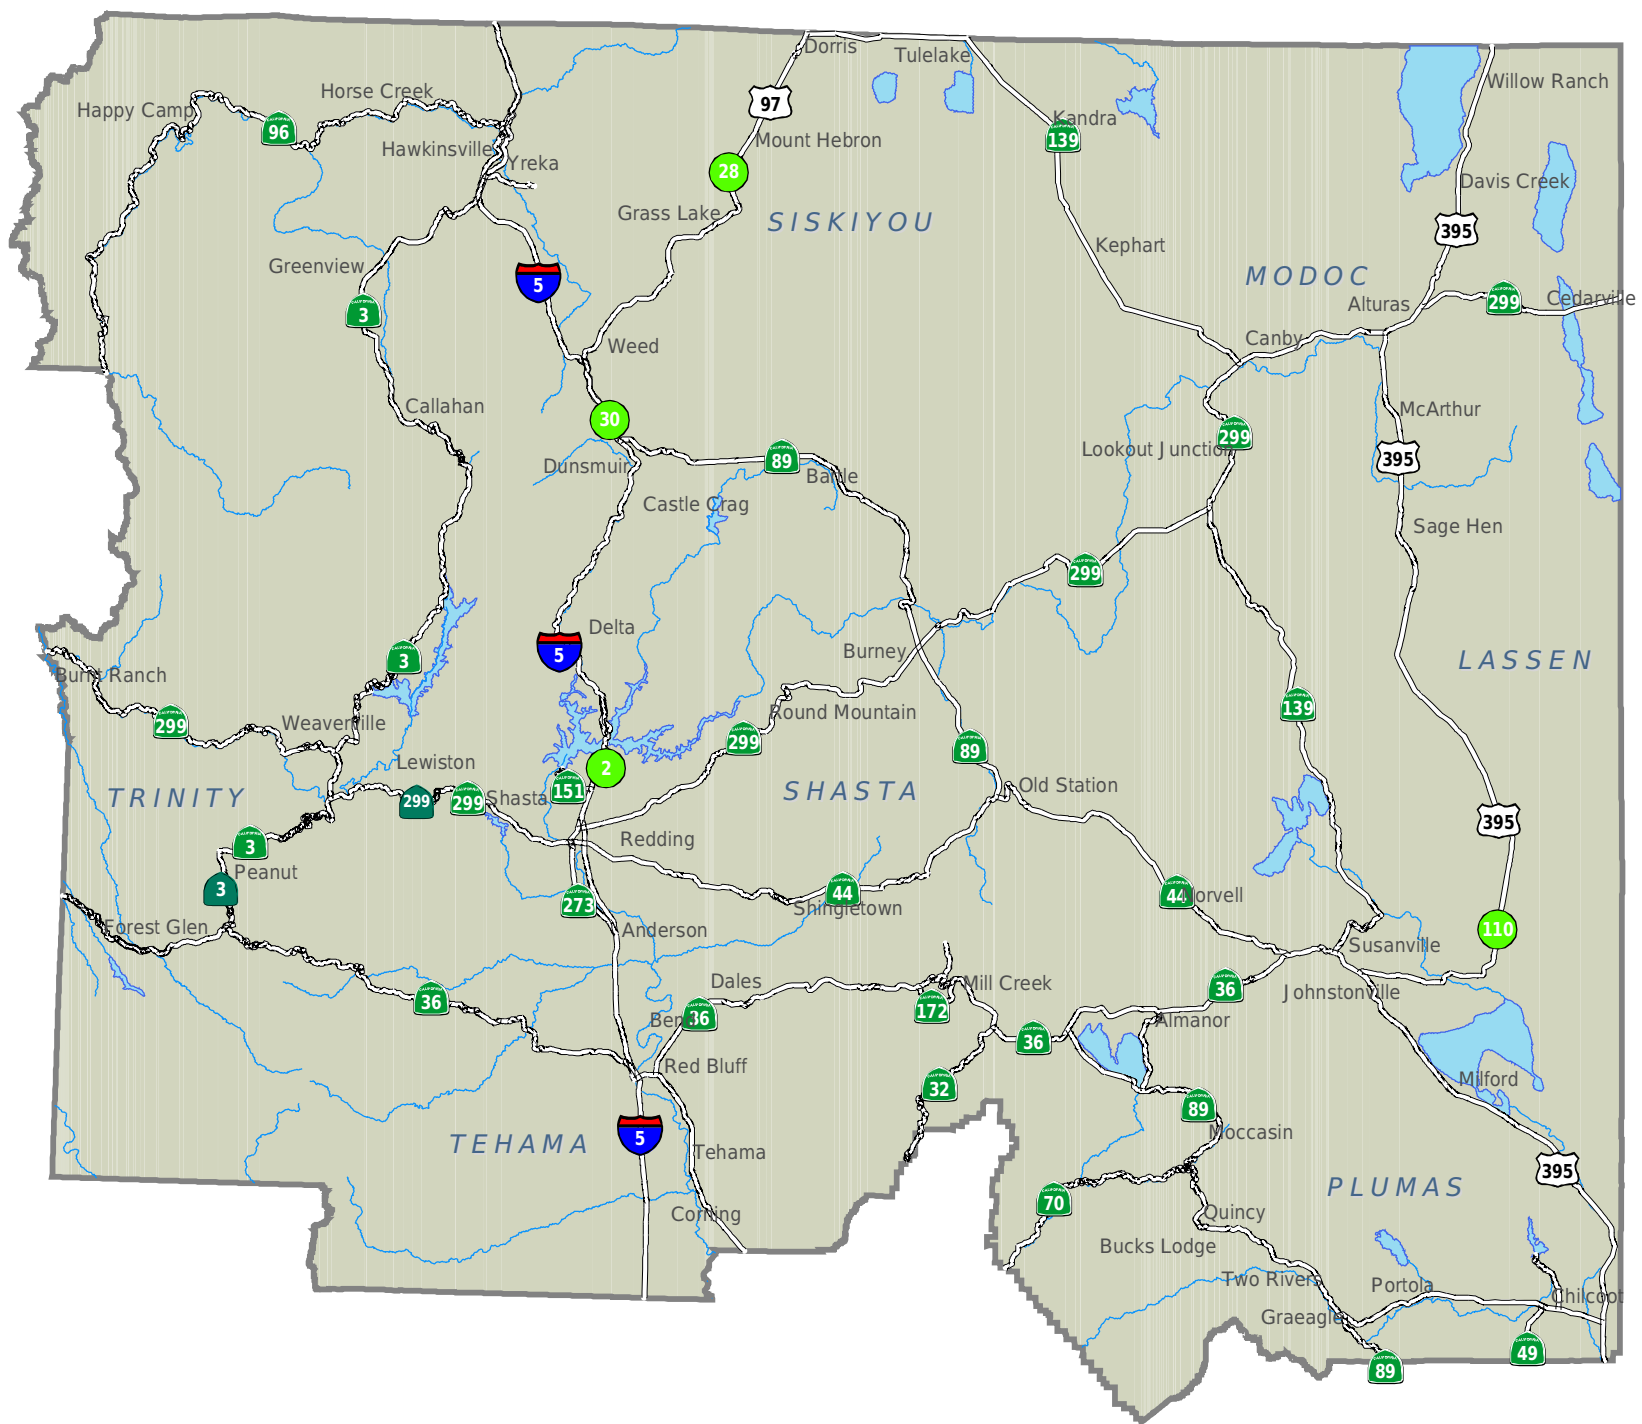 Dorris
Tulelake
Willow Ranch
Horse Creek
97
Happy Camp
Kandra
96
139
Mount Hebron
Hawkinsville
Yreka
28
Davis Creek
Grass Lake
SISKIYOU
395
Kephart
Greenview
MODOC
5
299
Cedarville
Alturas
3
Canby
Weed
Callahan
McArthur
30
299
Lookout Junction
89
395
Dunsmuir
Bartle
Castle Crag
Sage Hen
299
Delta
5
Burney
3
LASSEN
Burnt Ranch
139
Round Mountain
299
Weaverville
299
89
Lewiston
2
Old Station
TRINITY
151
SHASTA
299
299
Shasta
395
Redding
3
Peanut
3
44
44
Norvell
273
Shingletown
Forest Glen
Anderson
110
Susanville
Dales
Mill Creek
36
Johnstonville
36
172
36
Bend
Almanor
36
Red Bluff
Milford
32
89
5
TEHAMA
Moccasin
Tehama
395
PLUMAS
70
Corning
Quincy
Bucks Lodge
Two Rivers
Portola
Chilcoot
Graeagle
49
89